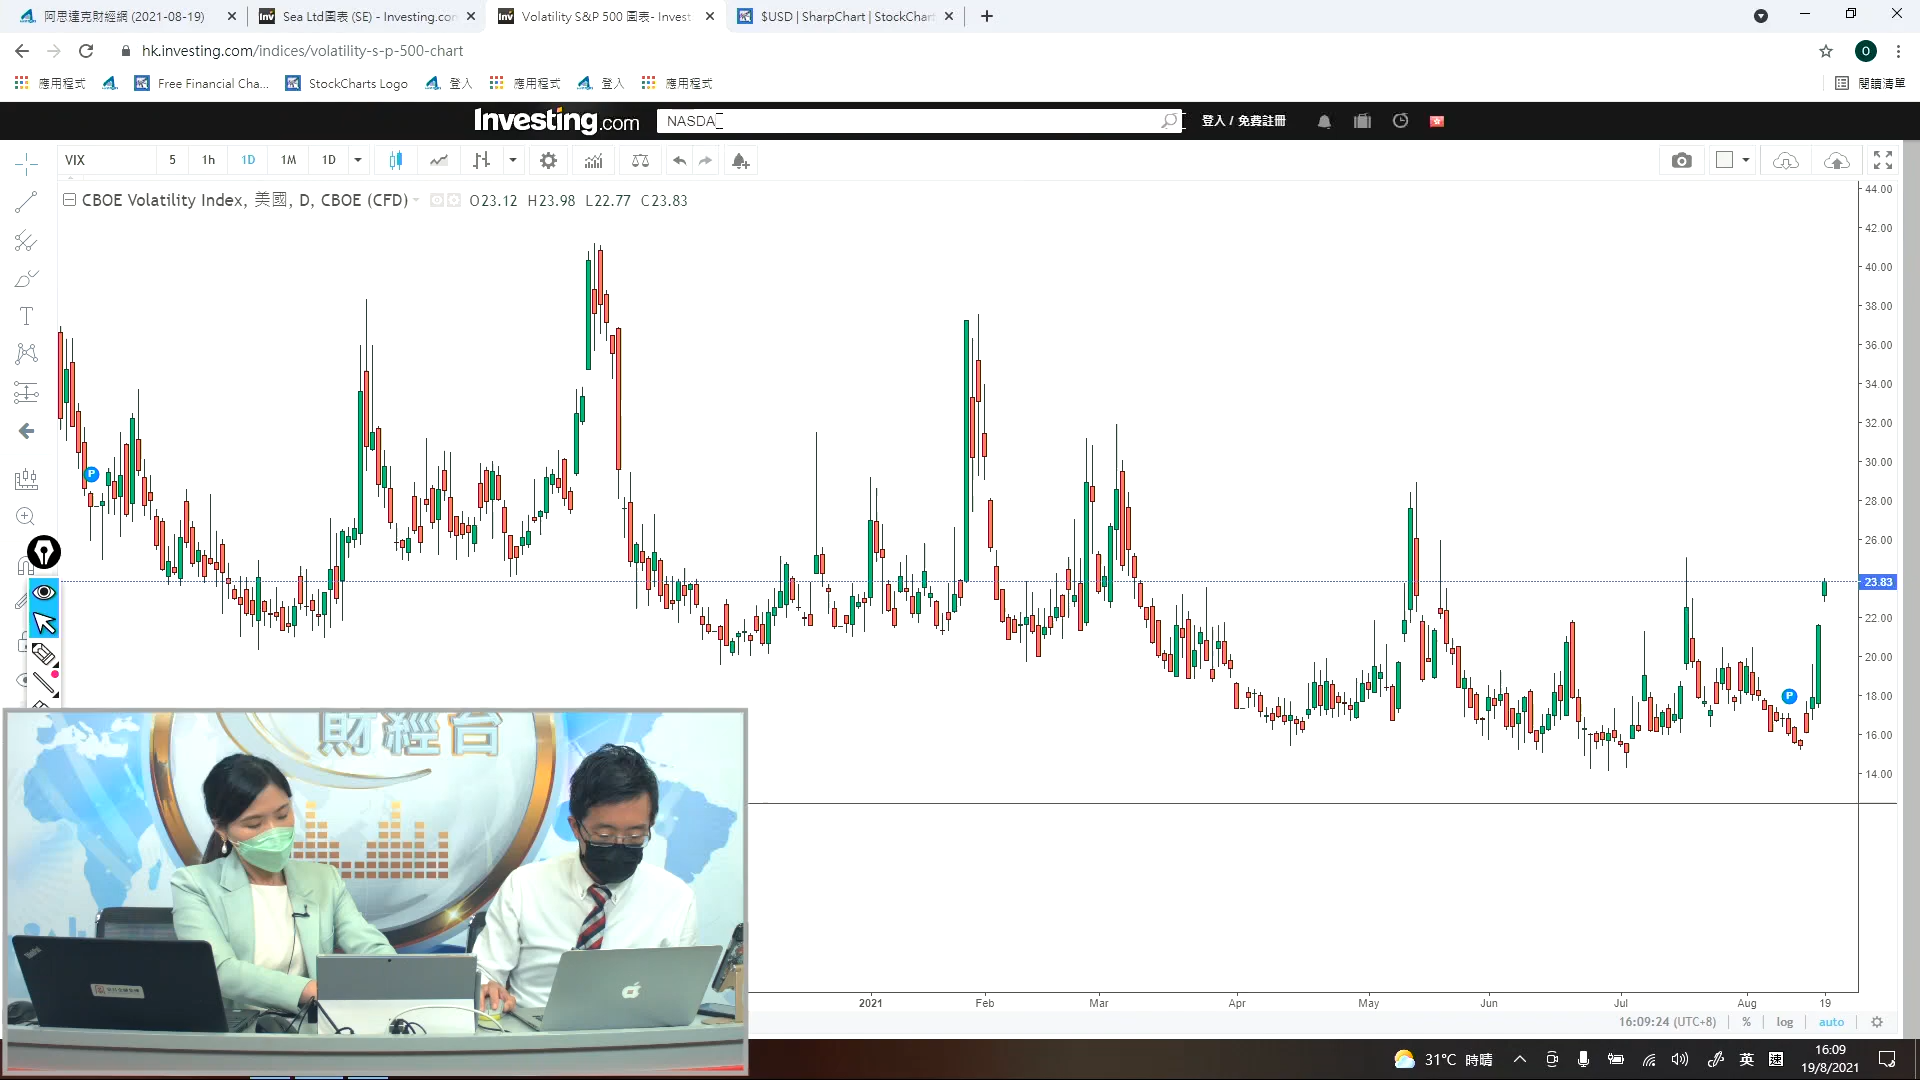 阿思達克財經網 (2021-08-19)
Sea Ltd圖表 (SE) - Investing.con
Volatility S&P 500 圖表- Invest
$USD | SharpChart | StockChart
hk.investing.com/indices/volatility-s-p-500-chart
O
應用程式
Free Financial Cha...
StockCharts Logo
登入
應用程式
登入
應用程式
閱讀清單
Investing.com
NASDA
登入 / 免費註冊
VIX
5
1h
1D
1M
1D
CBOE Volatility Index, 美國, D, CBOE (CFD)
O23.12 H23.98 L22.77 C23.83
44.00
42.00
40.00
38.00
36.00
34.00
32.00
30.00
28.00
26.00
23.83
22.00
20.00
18.00
16.00
14.00
P
P
財經台
ThinkPad
2021
Feb
Mar
Apr
May
Jun
Jul
Aug
19
16:09:24 (UTC+8)
%
log
auto
31°C 時晴
英
16:09
19/8/2021